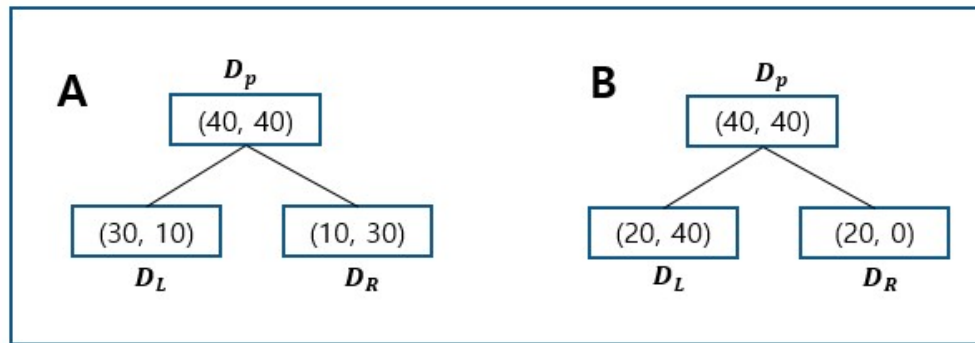 A
D_p
(40, 40)
(30, 10)
(10, 30)
D_L
D_R
B
D_p
(40, 40)
(20, 40)
(20, 0)
D_L
D_R